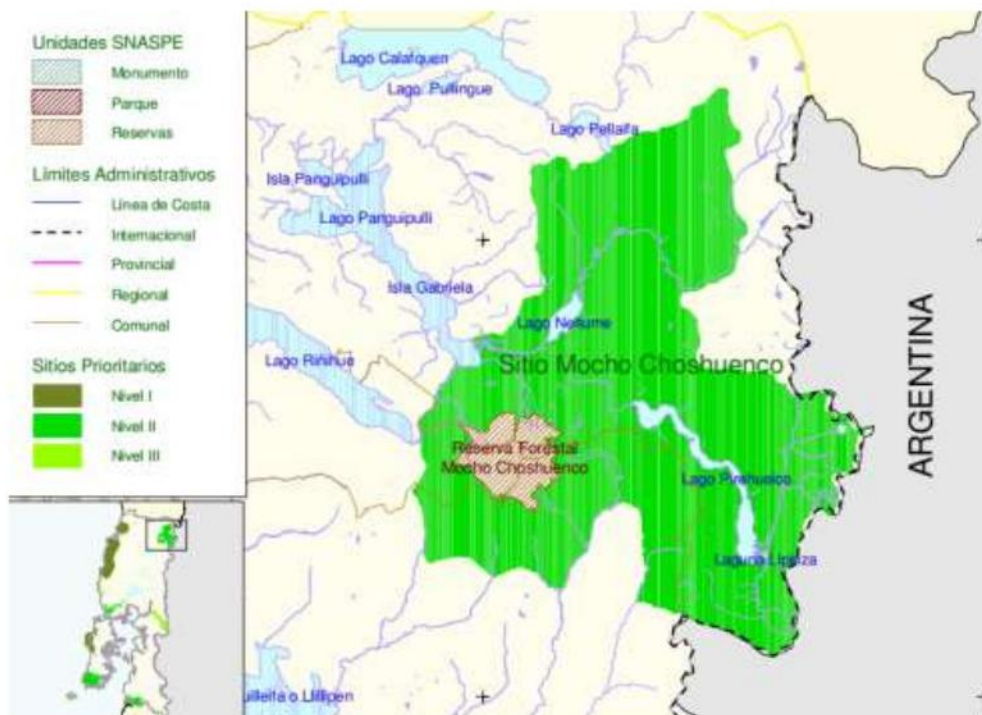 Unidades SNASPE
Monumento
Parque
Reservas
Límites Administrativos
Línea de Costa
Internacional
Provincial
Regional
Comunal
Sitios Prioritarios
Nivel I
Nivel II
Nivel III
Lago Calafquen
Lago Pullingue
Lago Pellaifa
Isla Panguipulli
Lago Panguipulli
Isla Gabriela
Lago Neltume
Lago Riñihue
Sitio Mocho Choshuenco
Reserva Forestal
Mocho Choshuenco
Lago Pirehueico
ARGENTINA